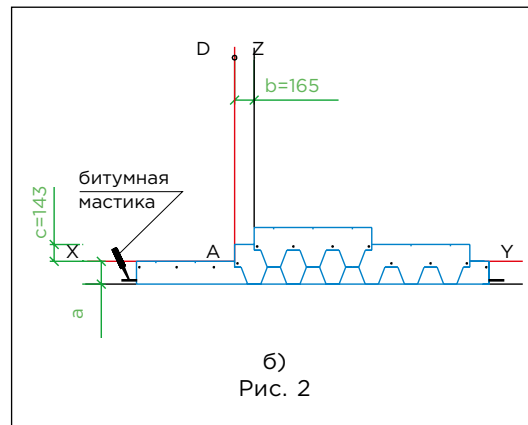 D Z
b=165
битумная
мастика
c=143
X A Y
a
б)
Рис. 2